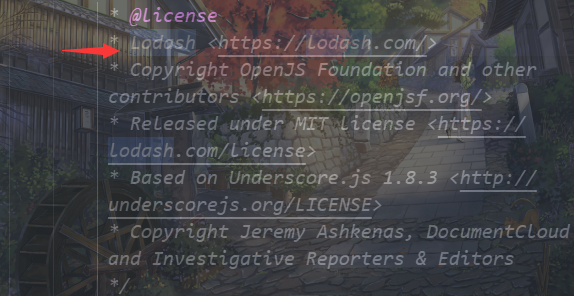 * @license
* Lodash <https://lodash.com/>
* Copyright OpenJS Foundation and other
contributors <https://openjsf.org/>
* Released under MIT license <https://
lodash.com/license>
* Based on Underscore.js 1.8.3 <http://
underscorejs.org/LICENSE>
* Copyright Jeremy Ashkenas, DocumentCloud
and Investigative Reporters & Editors
*/